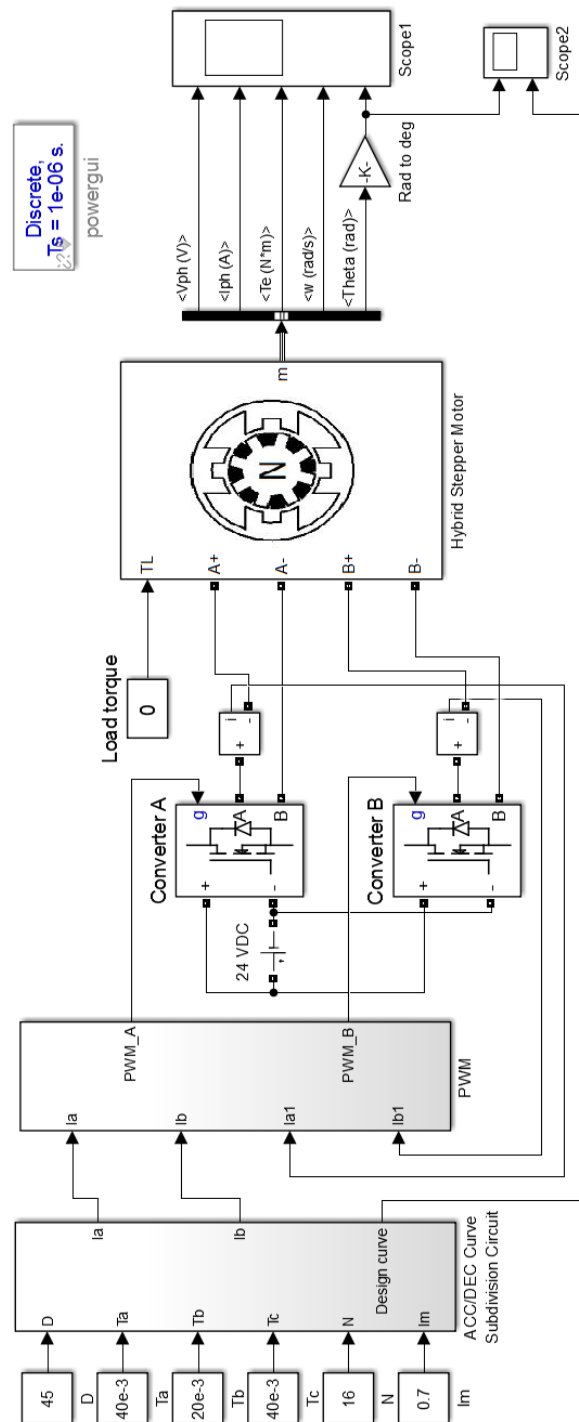 Discrete,
Ts = 1e-06 s.
powergui
45
D
40e-3
Ta
20e-3
Tb
40e-3
Tc
16
N
0.7
Im
D
Ta
Tb
Tc
N
Im
Ia
Ib
Design curve
ACC/DEC Curve
Subdivision Circuit
Ia
Ib
Ia1
Ib1
PWM_A
PWM_B
PWM
24 VDC
Converter A
g
+
-
A
B
Converter B
g
+
-
A
B
+
i
-
+
i
-
Load torque
0
TL
A+
A-
B+
B-
N
m
Hybrid Stepper Motor
<Vph (V)>
<Iph (A)>
<Te (N*m)>
<w (rad/s)>
<Theta (rad)>
-K-
Rad to deg
Scope1
Scope2